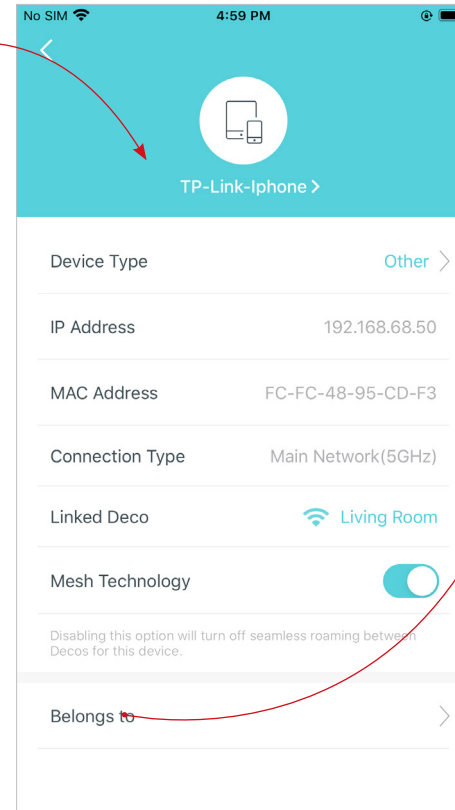 No SIM 4:59 PM
TP-Link-Iphone >
Device Type Other >
IP Address 192.168.68.50
MAC Address FC-FC-48-95-CD-F3
Connection Type Main Network(5GHz)
Linked Deco Living Room
Mesh Technology
Disabling this option will turn off seamless roaming between
Decos for this device.
Belongs to >